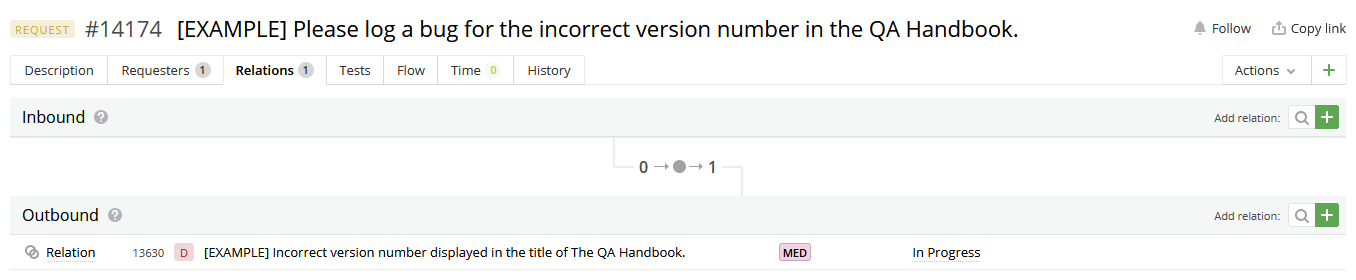 REQUEST #14174 [EXAMPLE] Please log a bug for the incorrect version number in the QA Handbook. Follow Copy link
Description Requesters 1 Relations 1 Tests Flow Time 0 History Actions
Inbound ? Add relation:
0 → → 1
Outbound ? Add relation:
Relation 13630 D [EXAMPLE] Incorrect version number displayed in the title of The QA Handbook. MED In Progress